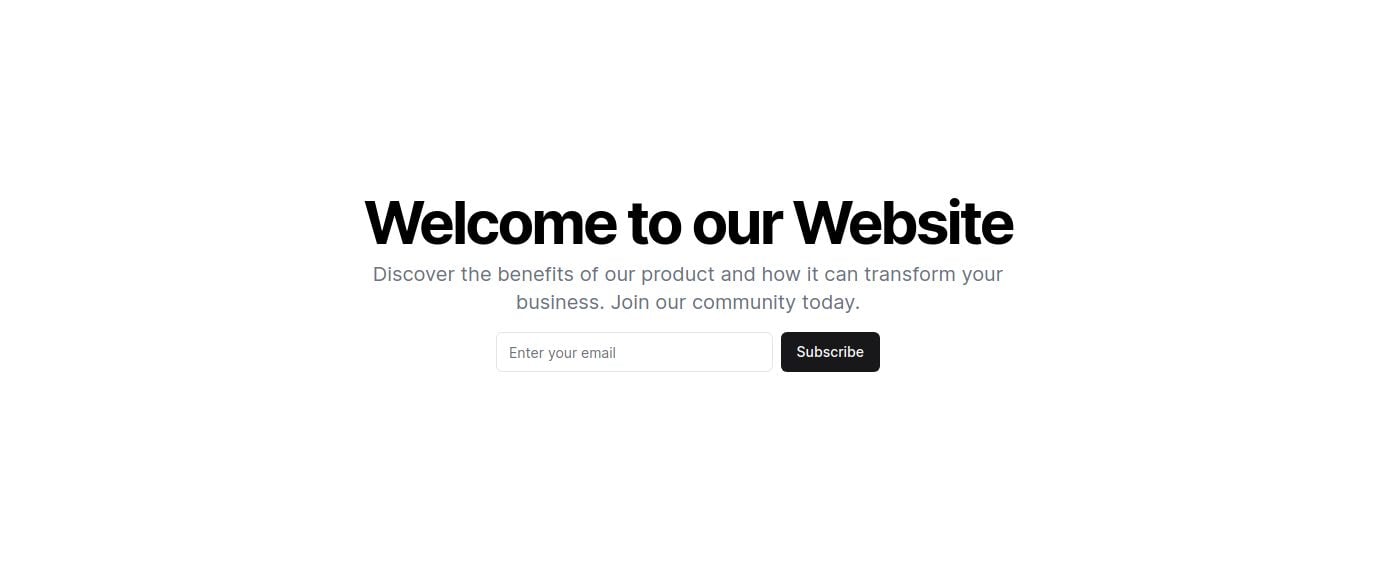 Welcome to our Website
Discover the benefits of our product and how it can transform your
business. Join our community today.
Enter your email
Subscribe